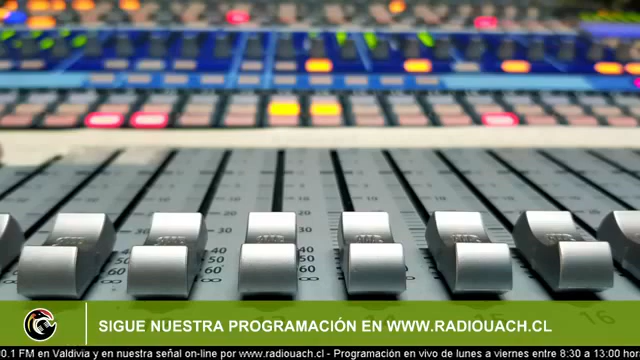 SIGUE NUESTRA PROGRAMACIÓN EN WWW.RADIOUACH.CL
0.1 FM en Valdivia y en nuestra señal on-line por www.radiouach.cl - Programación en vivo de lunes a viernes entre 8:30 a 13:00 hor